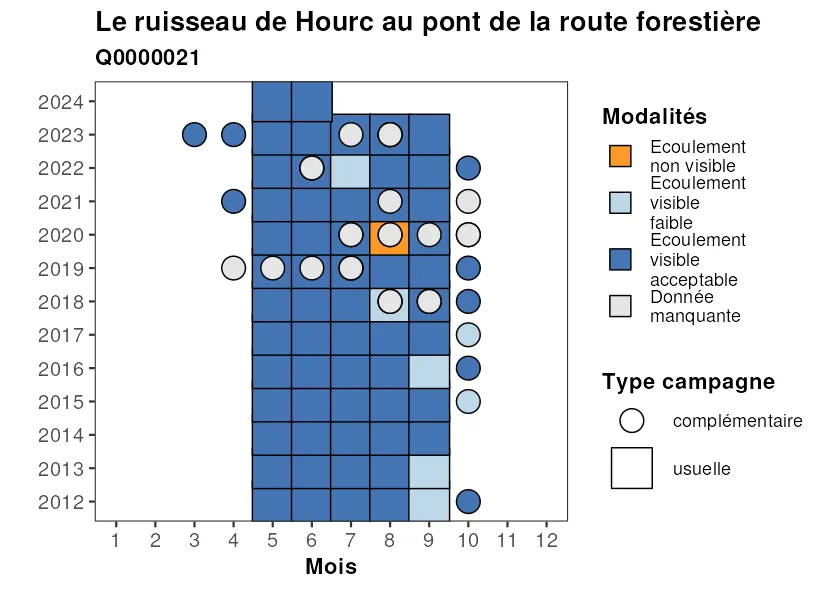 Le ruisseau de Hourc au pont de la route forestière
Q0000021
2024
2023
2022
2021
2020
2019
2018
2017
2016
2015
2014
2013
2012
1 2 3 4 5 6 7 8 9 10 11 12
Mois
Modalités
Ecoulement
non visible
Ecoulement
visible
faible
Ecoulement
visible
acceptable
Donnée
manquante
Type campagne
complémentaire
usuelle